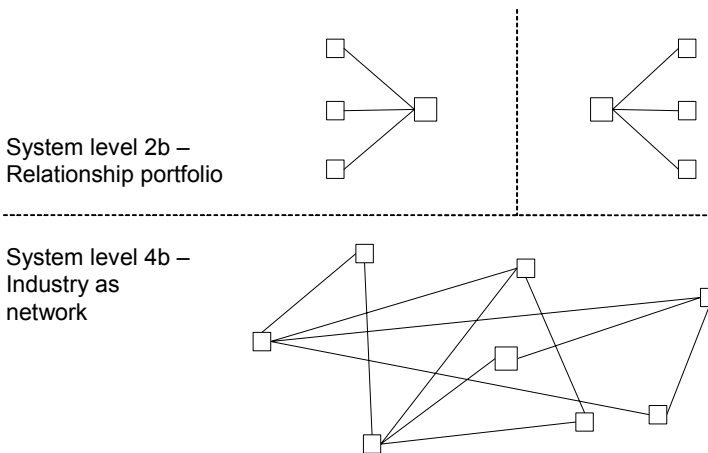 System level 2b –
Relationship portfolio
System level 4b –
Industry as
network